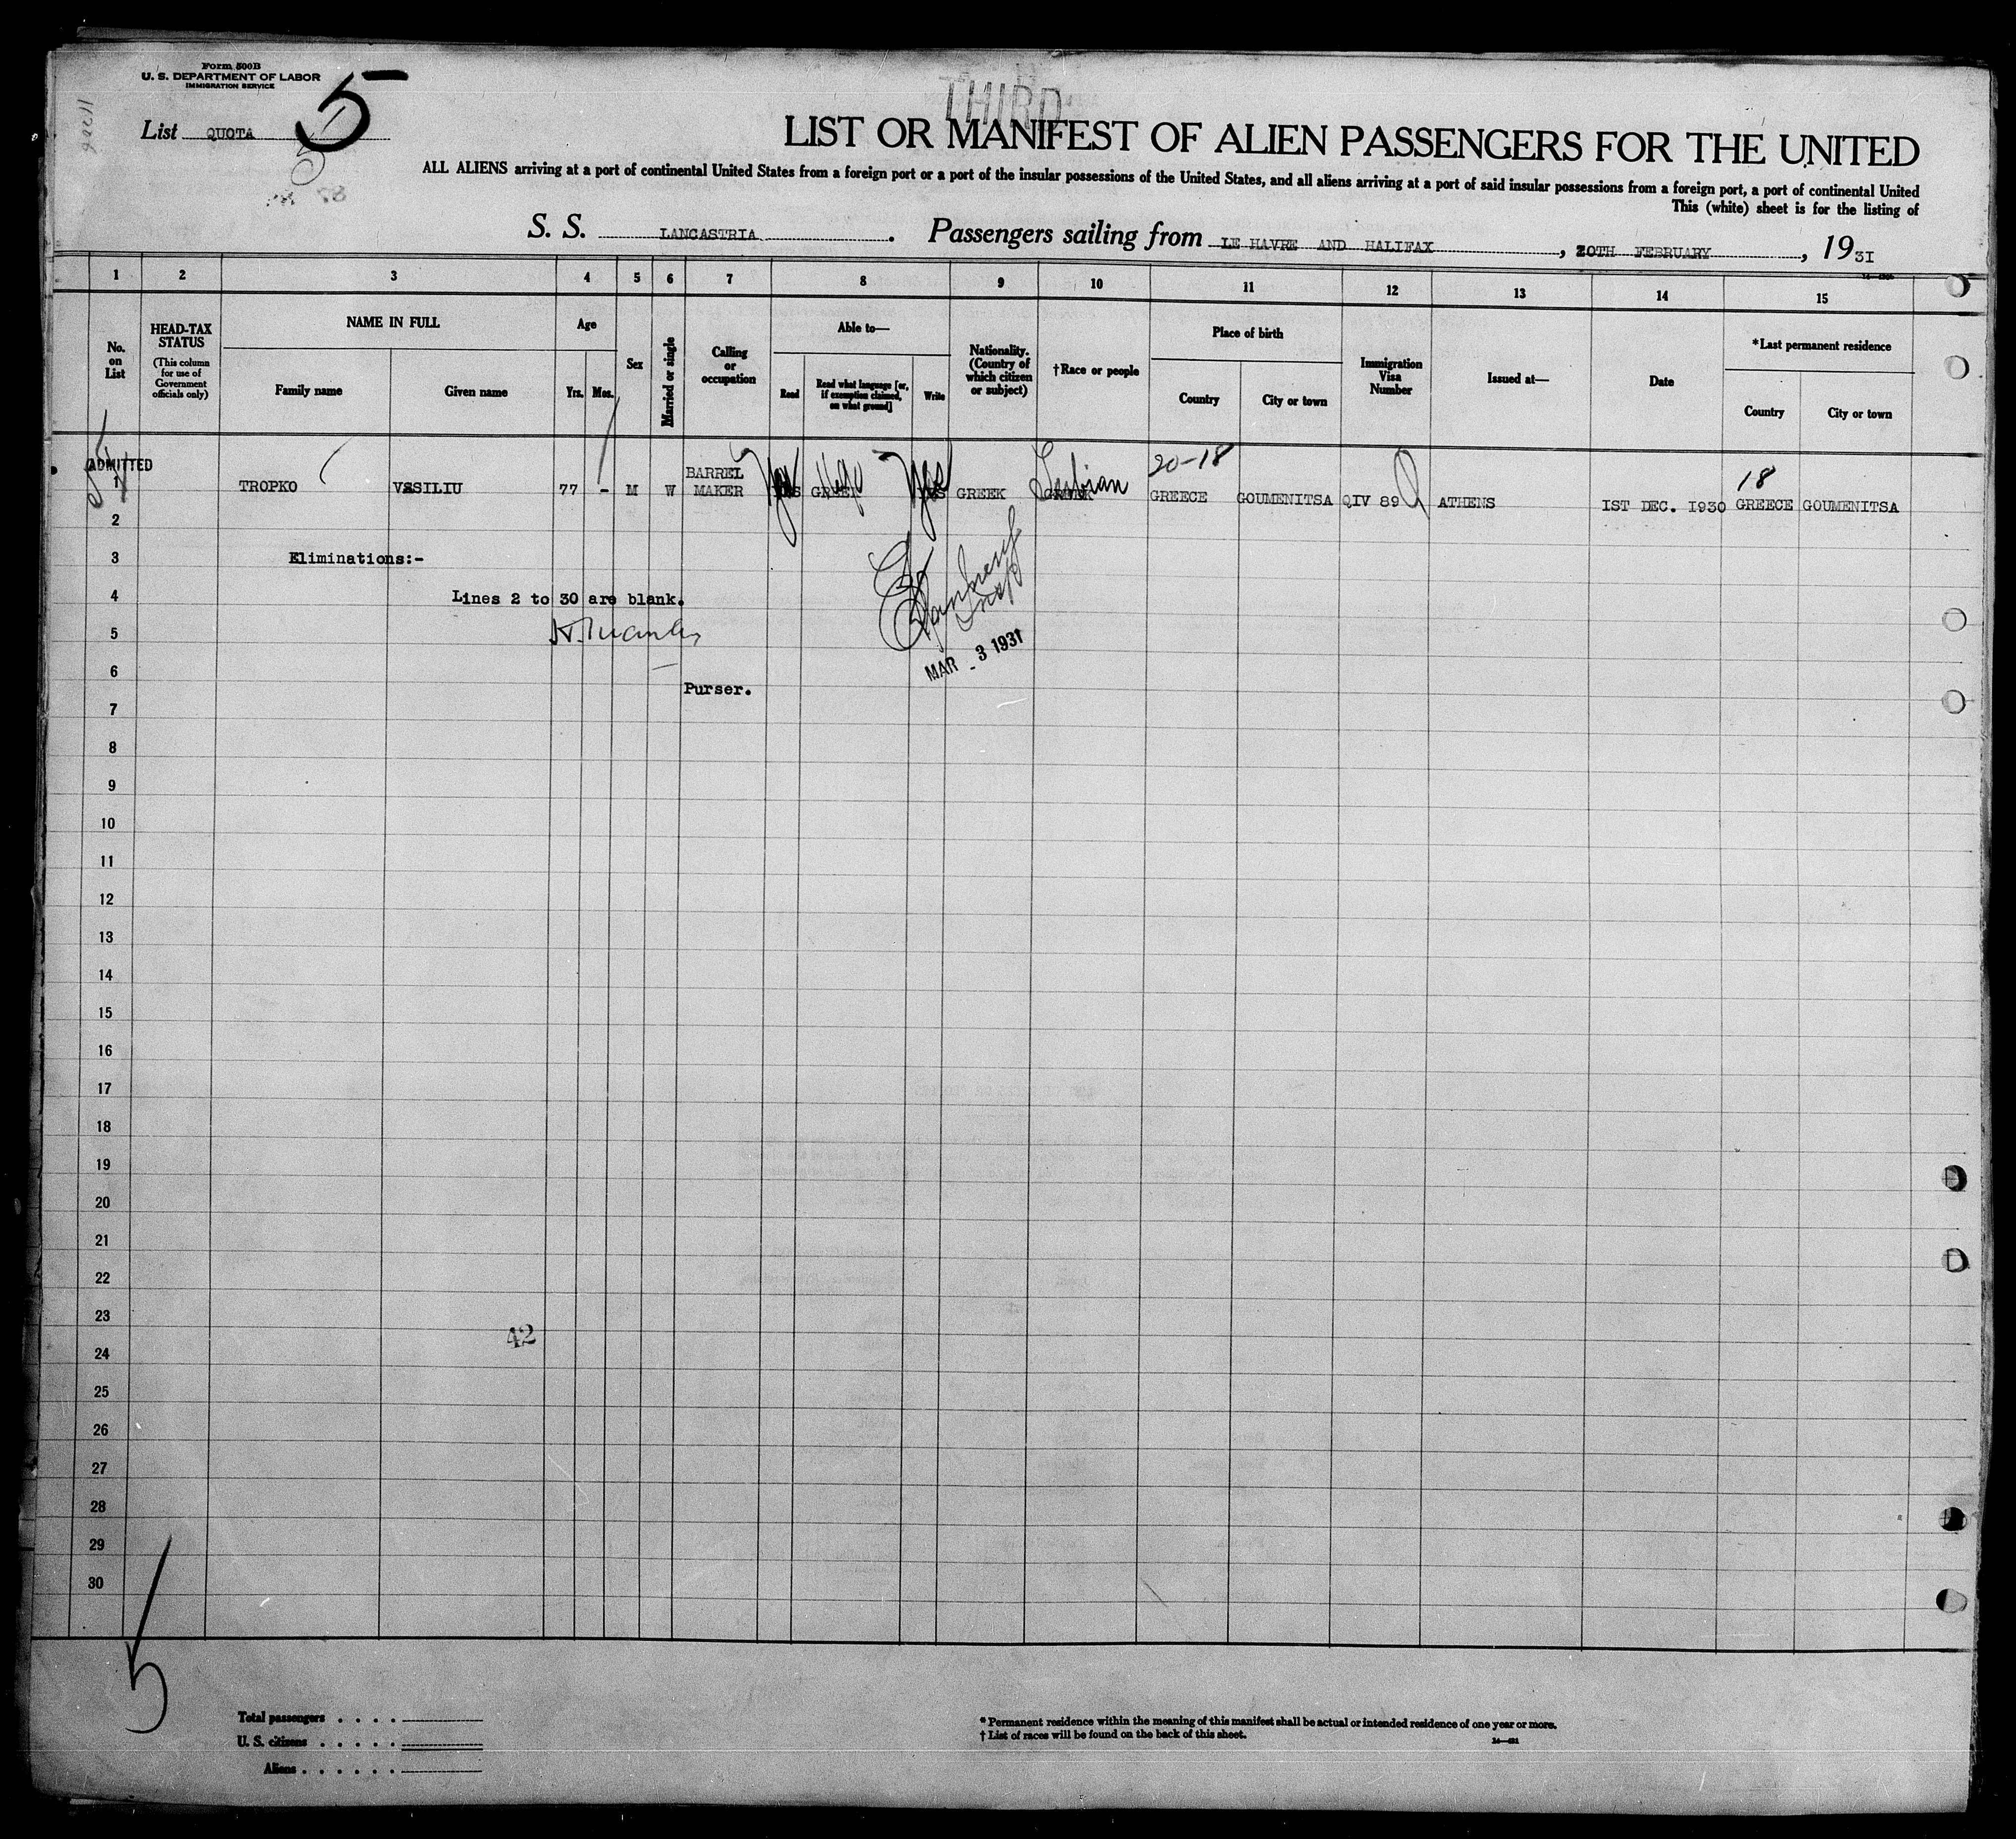 Form 500B
U. S. DEPARTMENT OF LABOR
IMMIGRATION SERVICE
List QUOTA 5
THIRD
LIST OR MANIFEST OF ALIEN PASSENGERS FOR THE UNITED
ALL ALIENS arriving at a port of continental United States from a foreign port or a port of the insular possessions of the United States, and all aliens arriving at a port of said insular possessions from a foreign port, a port of continental United
This (white) sheet is for the listing of
S. S. LANCASTRIA. Passengers sailing from LE HAVRE AND HALIFAX, 20TH FEBRUARY, 1931
1 2 3 4 5 6 7 8 9 10 11 12 13 14 15
No. on List
HEAD-TAX STATUS
(This column for use of Government officials only)
NAME IN FULL
Family name
Given name
Age
Yrs. Mos.
Sex
Married or single
Calling or occupation
Able to—
Read
Read what language [or, if exemption claimed, on what ground]
Write
Nationality. (Country of which citizen or subject)
†Race or people
Place of birth
Country
City or town
Immigration Visa Number
Issued at—
Date
*Last permanent residence
Country
City or town
ADMITTED
20-18
18
1 TROPKO VASILIU 77 - M W BARREL MAKER YES Yes YES GREEK GREEK GREECE GOUMENITSA QIV 89 ATHENS 1ST DEC. 1930 GREECE GOUMENITSA
2
3 Eliminations:-
4 Lines 2 to 30 are blank.
5
MAR - 3 1931
6
Purser.
7
8
9
10
11
12
13
14
15
16
17
18
19
20
21
22
23
42
24
25
26
27
28
29
30
5
Total passengers . . . .
U. S. citizens . . . . .
Aliens . . . . . .
* Permanent residence within the meaning of this manifest shall be actual or intended residence of one year or more.
† List of races will be found on the back of this sheet.